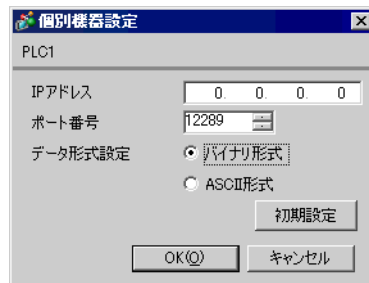 個別機器設定
PLC1
IPアドレス 0. 0. 0. 0
ポート番号 12289
データ形式設定 バイナリ形式
ASCII形式
初期設定
OK(O) キャンセル